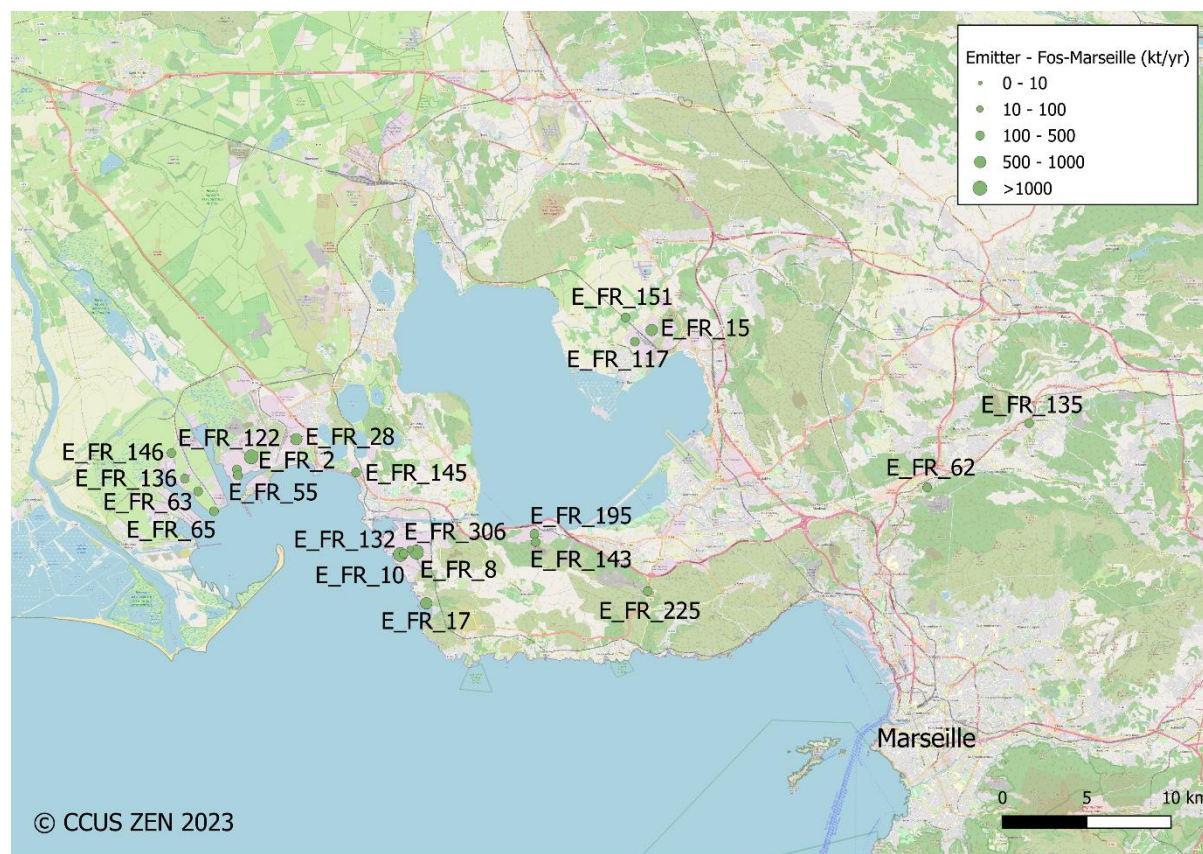 Emitter - Fos-Marseille (kt/yr)
0 - 10
10 - 100
100 - 500
500 - 1000
>1000
E_FR_151
E_FR_15
E_FR_117
E_FR_135
E_FR_122
E_FR_28
E_FR_146
E_FR_2
E_FR_62
E_FR_145
E_FR_136
E_FR_55
E_FR_63
E_FR_65
E_FR_195
E_FR_306
E_FR_132
E_FR_143
E_FR_10
E_FR_8
E_FR_225
E_FR_17
Marseille
0 5 10 km
© CCUS ZEN 2023